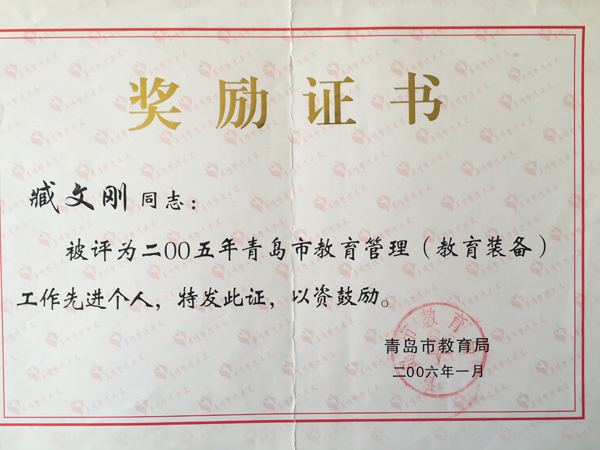 奖励证书
臧文刚 同志：
被评为二00五年青岛市教育管理（教育装备）
工作先进个人，特发此证，以资鼓励。
青岛市教育局
二00六年一月